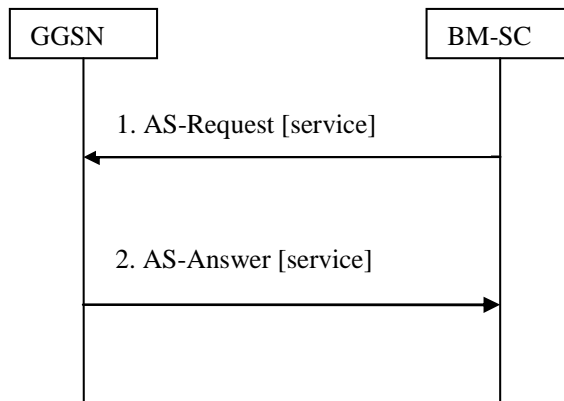 GGSN
BM-SC
1. AS-Request [service]
2. AS-Answer [service]